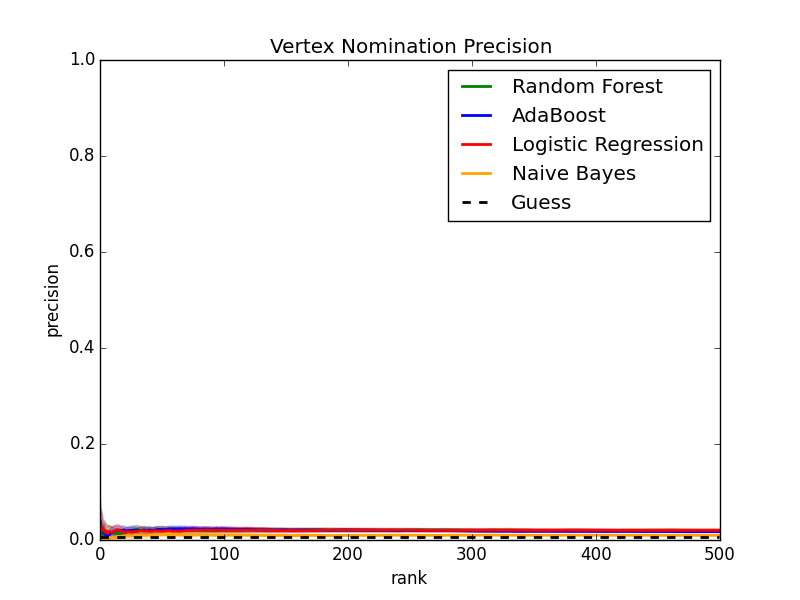 Vertex Nomination Precision
1.0
0.8
0.6
0.4
0.2
0.0
precision
Random Forest
AdaBoost
Logistic Regression
Naive Bayes
Guess
0 100 200 300 400 500
rank